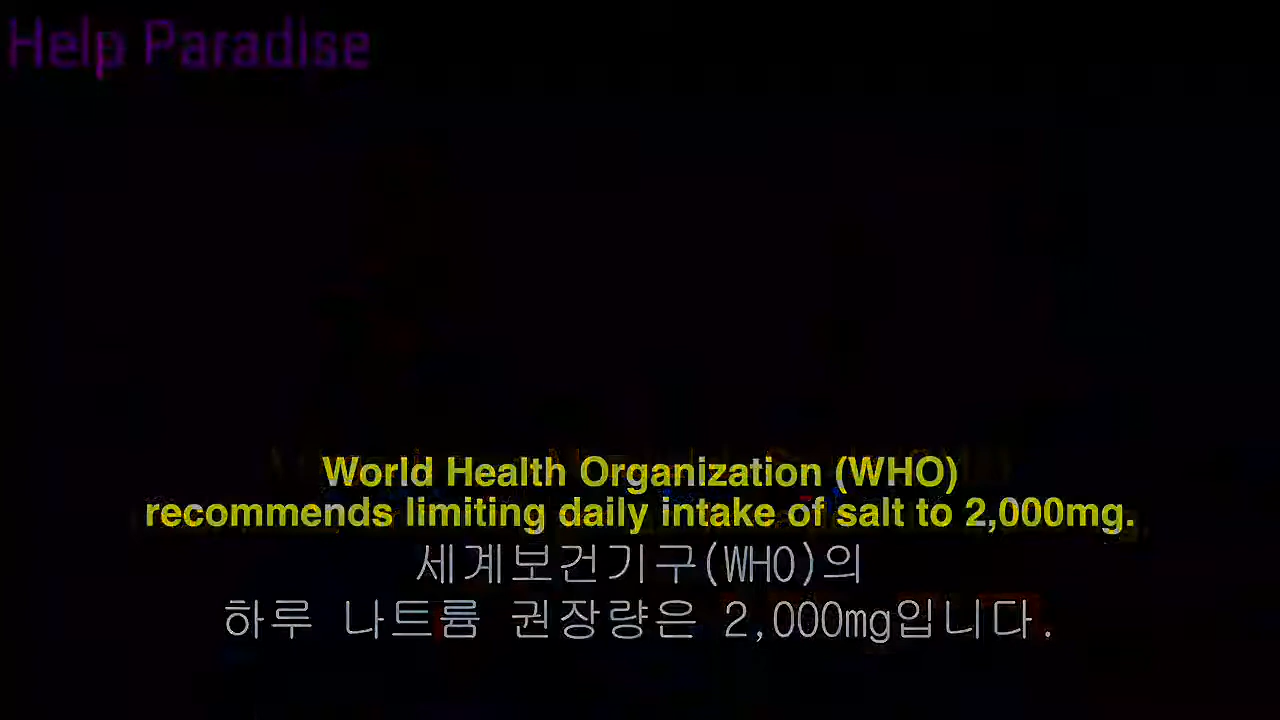 Help Paradise
World Health Organization (WHO)
recommends limiting daily intake of salt to 2,000mg.
세계보건기구(WHO)의
하루 나트륨 권장량은 2,000mg입니다.